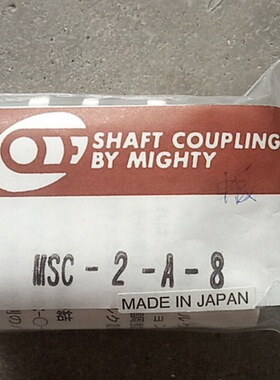 SHAFT COUPLING
BY MIGHTY
MSC-2-A-8
MADE IN JAPAN